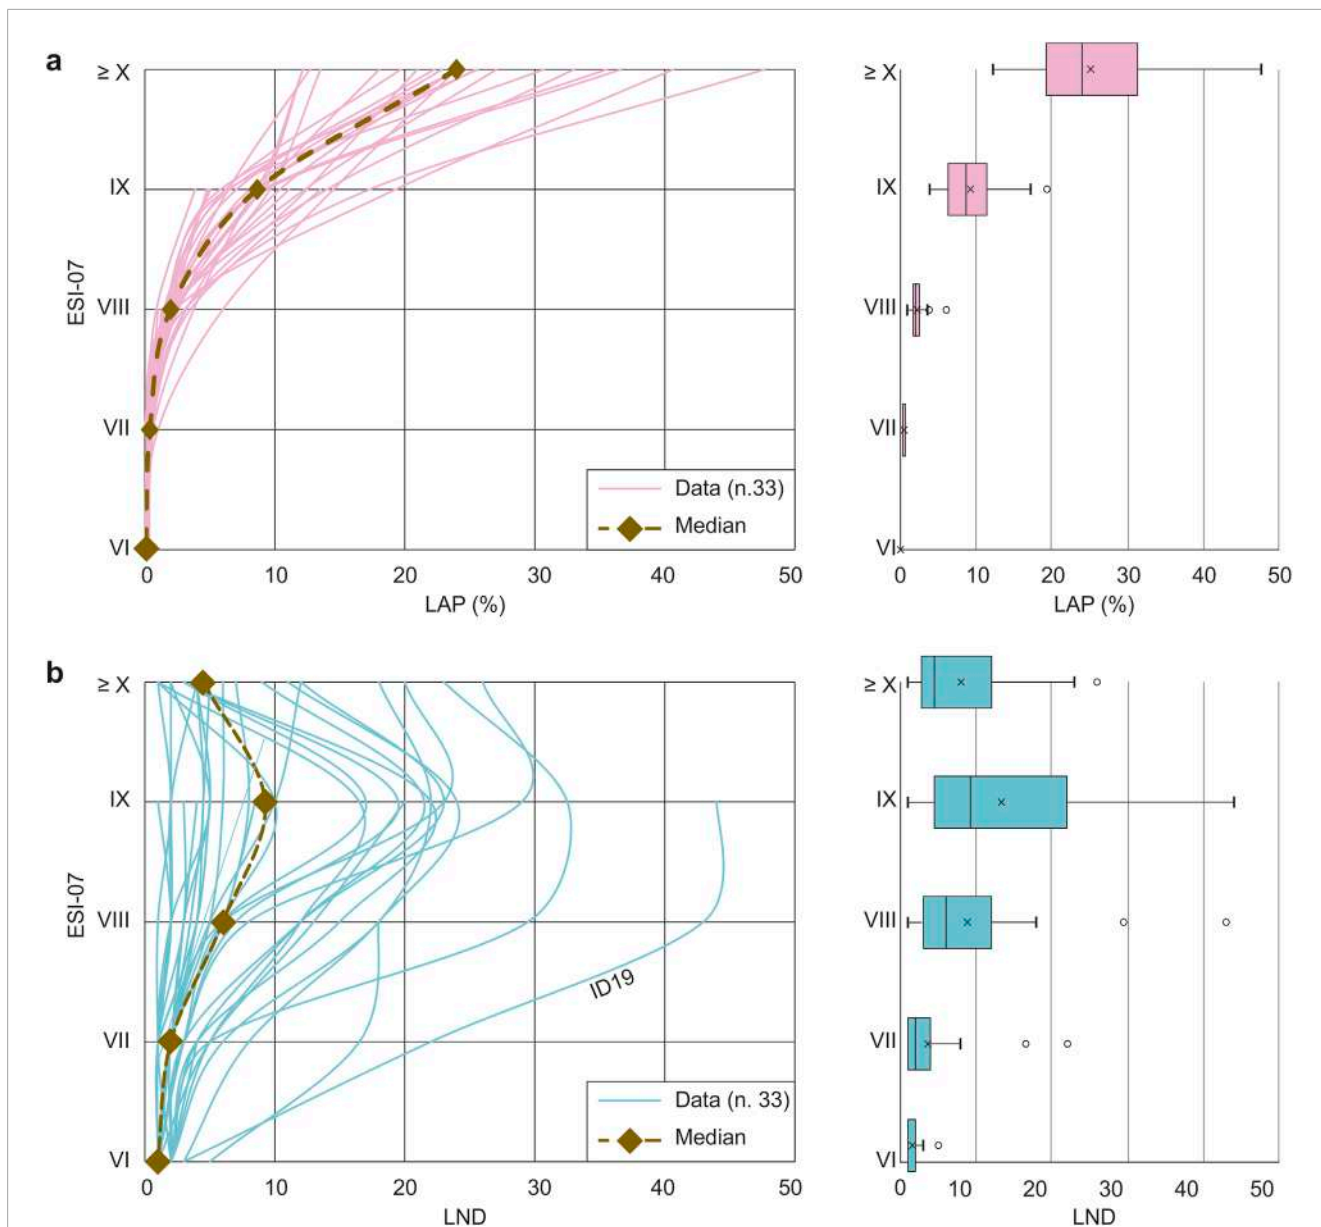 a
≥ X
IX
VIII
VII
VI
ESI-07
Data (n.33)
Median
0 10 20 30 40 50
LAP (%)
≥ X
IX
VIII
VII
VI
0 10 20 30 40 50
LAP (%)
b
≥ X
IX
VIII
VII
VI
ESI-07
ID19
Data (n. 33)
Median
0 10 20 30 40 50
LND
≥ X
IX
VIII
VII
VI
0 10 20 30 40 50
LND